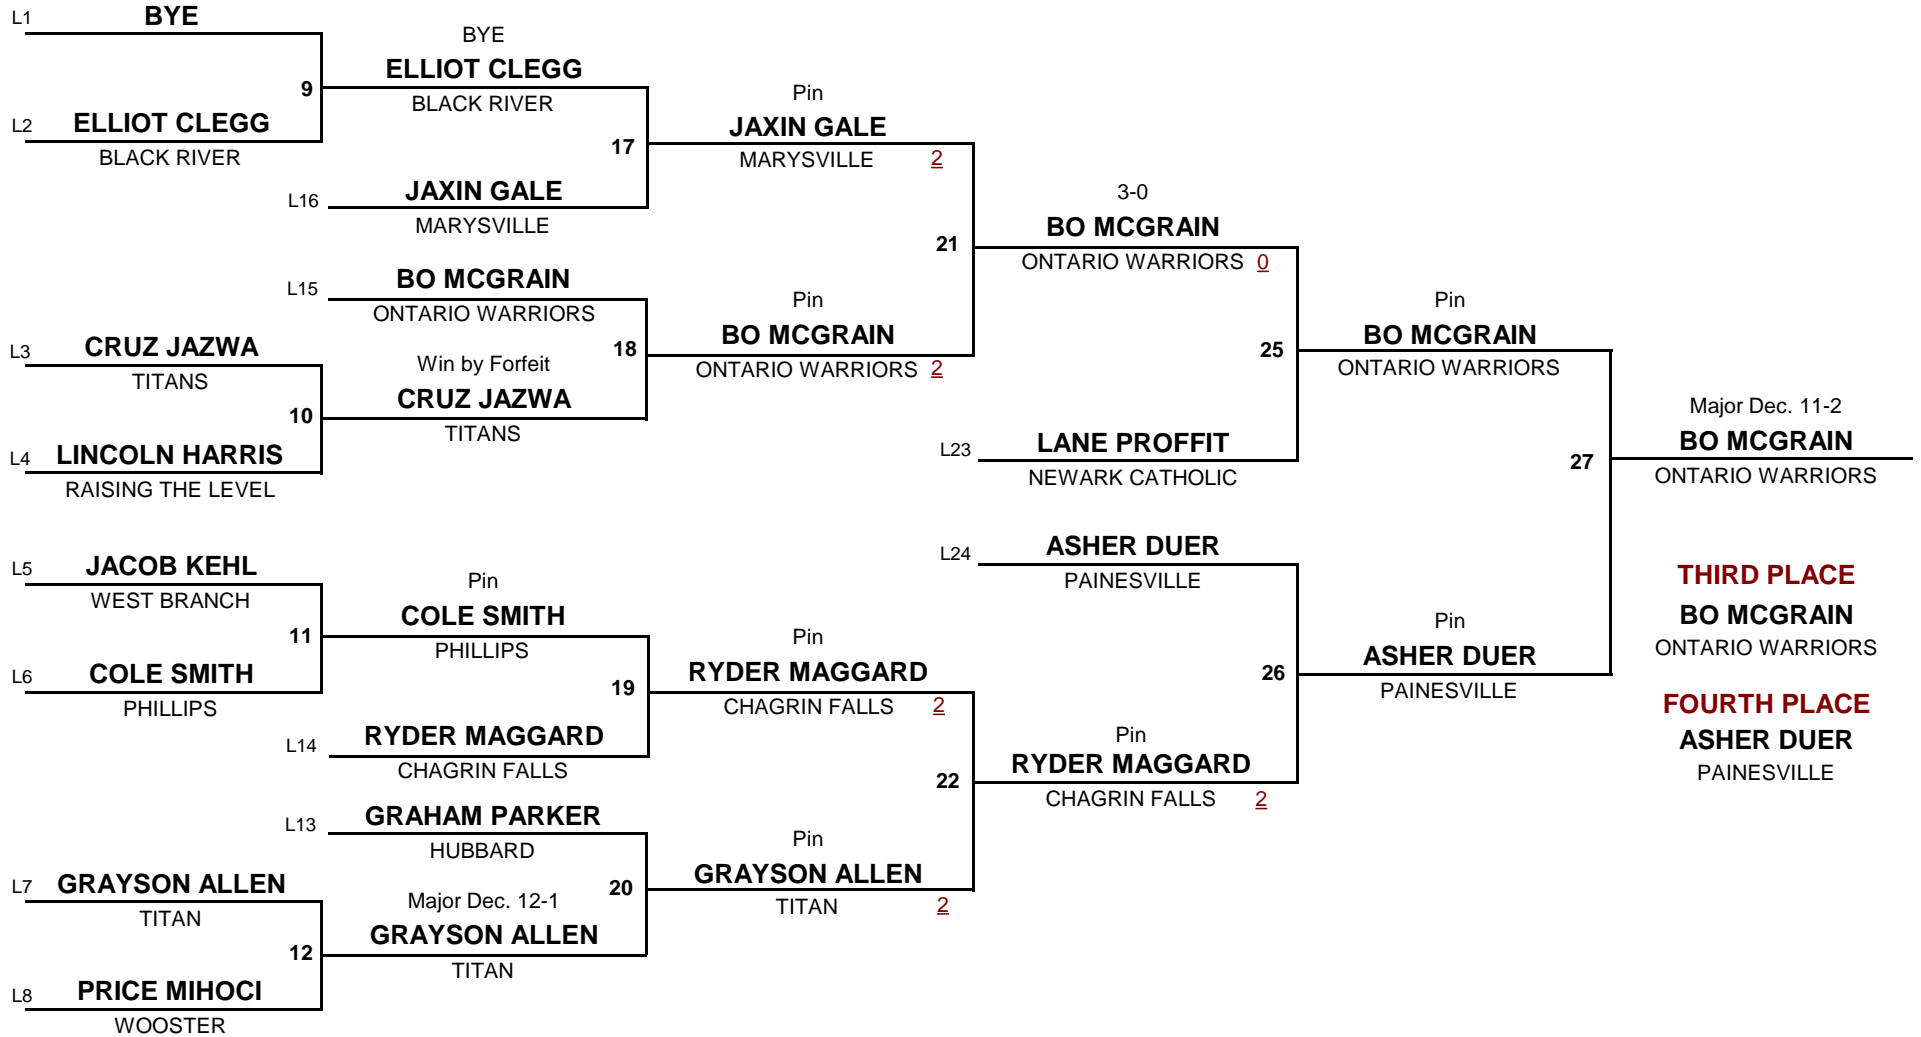 L1 BYE
9
L2 ELLIOT CLEGG
BLACK RIVER
L3 CRUZ JAZWA
TITANS
10
L4 LINCOLN HARRIS
RAISING THE LEVEL
L5 JACOB KEHL
WEST BRANCH
11
L6 COLE SMITH
PHILLIPS
L7 GRAYSON ALLEN
TITAN
12
L8 PRICE MIHOCI
WOOSTER
BYE
ELLIOT CLEGG
BLACK RIVER
17
L16 JAXIN GALE
MARYSVILLE
L15 BO MCGRAIN
ONTARIO WARRIORS
18
Win by Forfeit
CRUZ JAZWA
TITANS
Pin
COLE SMITH
PHILLIPS
19
L14 RYDER MAGGARD
CHAGRIN FALLS
L13 GRAHAM PARKER
HUBBARD
20
Major Dec. 12-1
GRAYSON ALLEN
TITAN
Pin
JAXIN GALE
MARYSVILLE 2
21
Pin
BO MCGRAIN
ONTARIO WARRIORS 2
Pin
RYDER MAGGARD
CHAGRIN FALLS 2
22
Pin
GRAYSON ALLEN
TITAN 2
3-0
BO MCGRAIN
ONTARIO WARRIORS 0
25
L23 LANE PROFFIT
NEWARK CATHOLIC
L24 ASHER DUER
PAINESVILLE
26
Pin
RYDER MAGGARD
CHAGRIN FALLS 2
Pin
BO MCGRAIN
ONTARIO WARRIORS
27
Pin
ASHER DUER
PAINESVILLE
Major Dec. 11-2
BO MCGRAIN
ONTARIO WARRIORS
THIRD PLACE
BO MCGRAIN
ONTARIO WARRIORS
FOURTH PLACE
ASHER DUER
PAINESVILLE